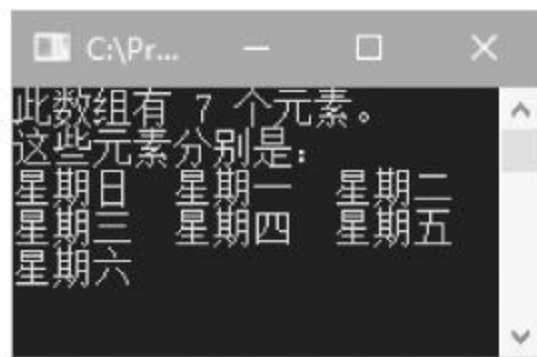 C:\Pr...
此数组有 7 个元素。
这些元素分别是：
星期日 星期一 星期二
星期三 星期四 星期五
星期六